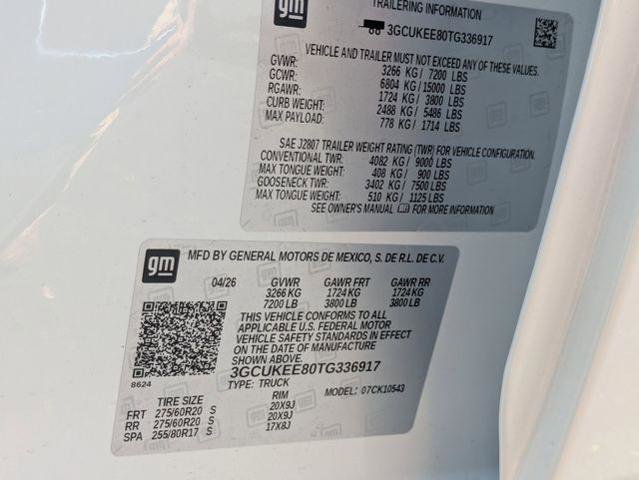 gm
TRAILERING INFORMATION
3GCUKEE80TG336917
VEHICLE AND TRAILER MUST NOT EXCEED ANY OF THESE VALUES.
GVWR: 3266 KG / 7200 LBS
GCWR: 6804 KG / 15000 LBS
RGAWR: 1724 KG / 3800 LBS
CURB WEIGHT: 2488 KG / 5486 LBS
MAX PAYLOAD: 778 KG / 1714 LBS
SAE J2807 TRAILER WEIGHT RATING (TWR) FOR VEHICLE CONFIGURATION.
CONVENTIONAL TWR: 4082 KG / 9000 LBS
MAX TONGUE WEIGHT: 408 KG / 900 LBS
GOOSENECK TWR: 3402 KG / 7500 LBS
MAX TONGUE WEIGHT: 510 KG / 1125 LBS
SEE OWNER'S MANUAL FOR MORE INFORMATION
gm
MFD BY GENERAL MOTORS DE MEXICO, S. DE R.L. DE C.V.
04/26 GVWR GAWR FRT GAWR RR
3266 KG 1724 KG 1724 KG
7200 LB 3800 LB 3800 LB
THIS VEHICLE CONFORMS TO ALL
APPLICABLE U.S. FEDERAL MOTOR
VEHICLE SAFETY STANDARDS IN EFFECT
ON THE DATE OF MANUFACTURE
SHOWN ABOVE.
3GCUKEE80TG336917
8624
TYPE: TRUCK MODEL: 07CK10543
TIRE SIZE RIM
FRT 275/60R20 S 20X9J
RR 275/60R20 S 20X9J
SPA 255/80R17 S 17X8J